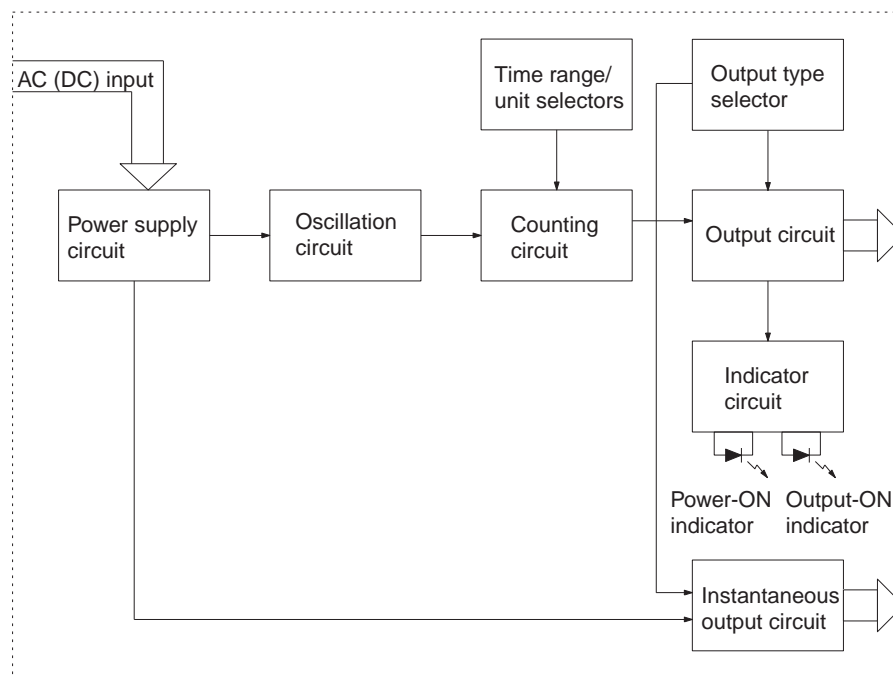 AC (DC) input
Time range/
unit selectors
Output type
selector
Power supply
circuit
Oscillation
circuit
Counting
circuit
Output circuit
Indicator
circuit
Power-ON
indicator
Output-ON
indicator
Instantaneous
output circuit